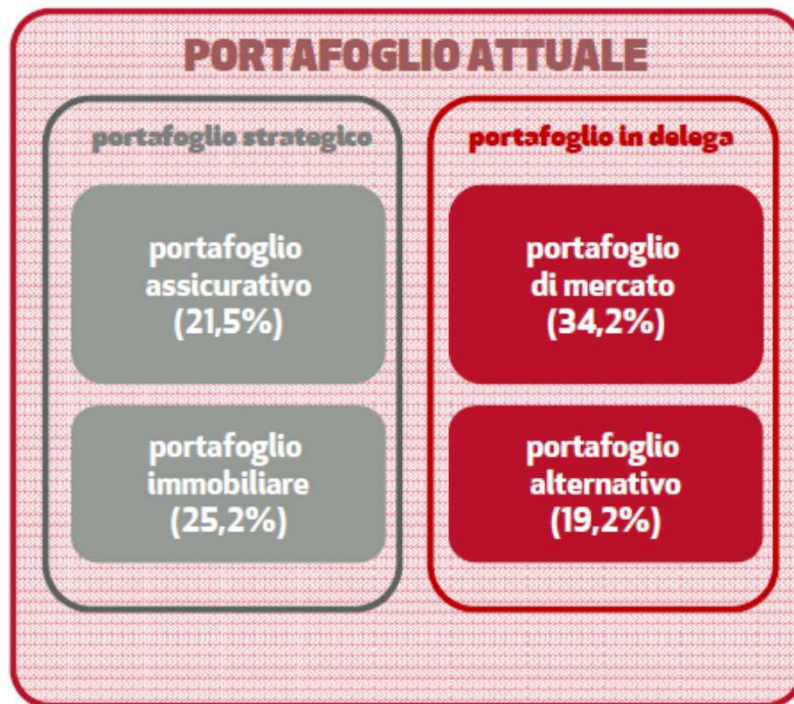 PORTAFOGLIO ATTUALE
portafoglio strategico
portafoglio
assicurativo
(21,5%)
portafoglio
immobiliare
(25,2%)
portafoglio in delega
portafoglio
di mercato
(34,2%)
portafoglio
alternativo
(19,2%)